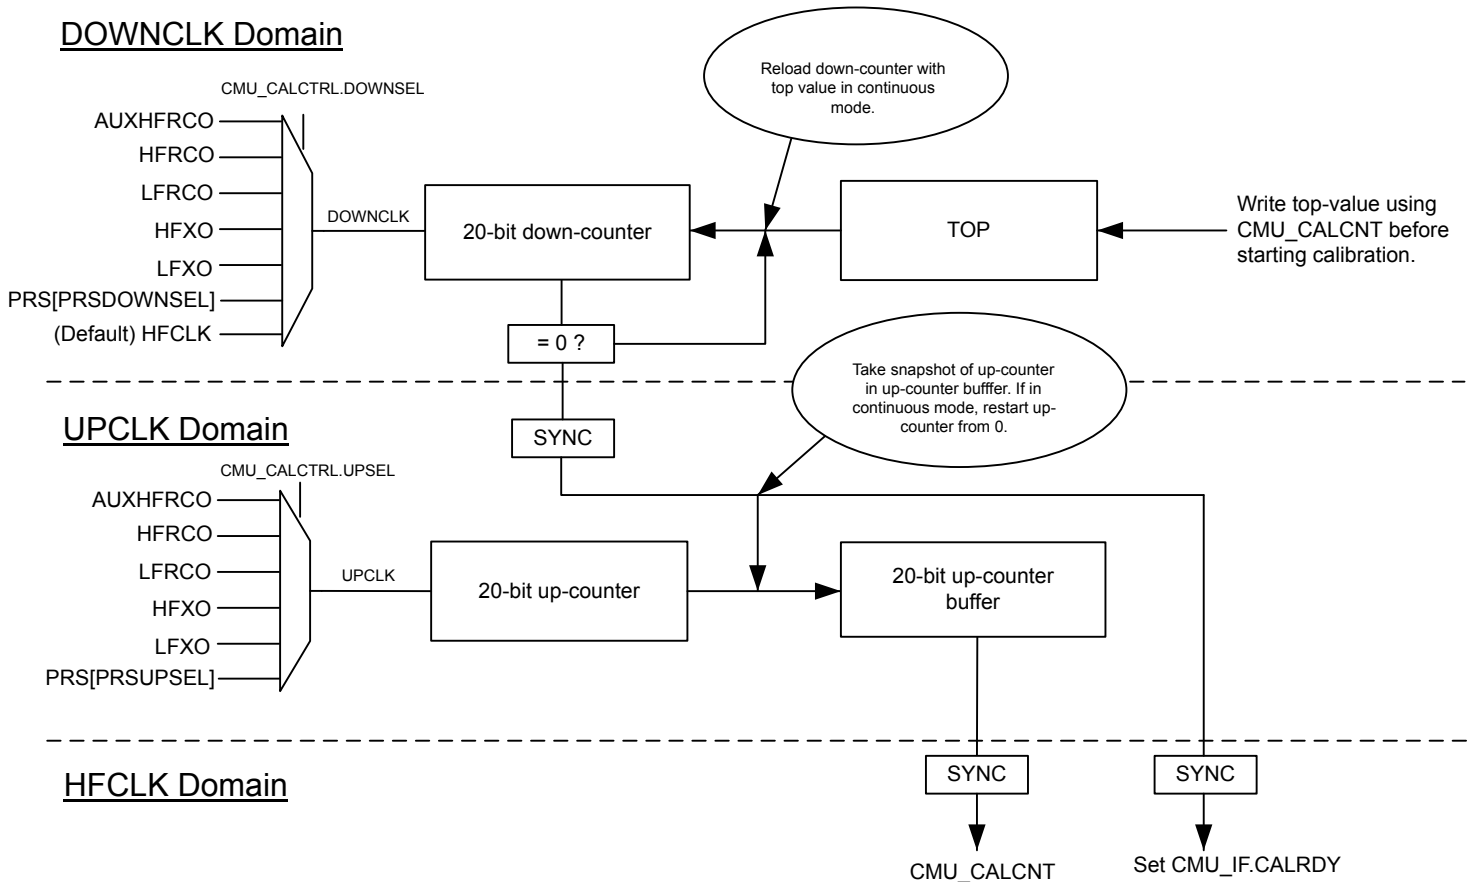 DOWNCLK Domain
CMU_CALCTRL.DOWNSEL
AUXHFRCO
HFRCO
LFRCO
HFXO
LFXO
PRS[PRSDOWNSEL]
(Default) HFCLK
DOWNCLK
20-bit down-counter
= 0 ?
Reload down-counter with
top value in continuous
mode.
TOP
Write top-value using
CMU_CALCNT before
starting calibration.
UPCLK Domain
SYNC
Take snapshot of up-counter
in up-counter bufffer. If in
continuous mode, restart up-
counter from 0.
CMU_CALCTRL.UPSEL
AUXHFRCO
HFRCO
LFRCO
HFXO
LFXO
PRS[PRSUPSEL]
UPCLK
20-bit up-counter
20-bit up-counter
buffer
HFCLK Domain
SYNC
SYNC
CMU_CALCNT
Set CMU_IF.CALRDY